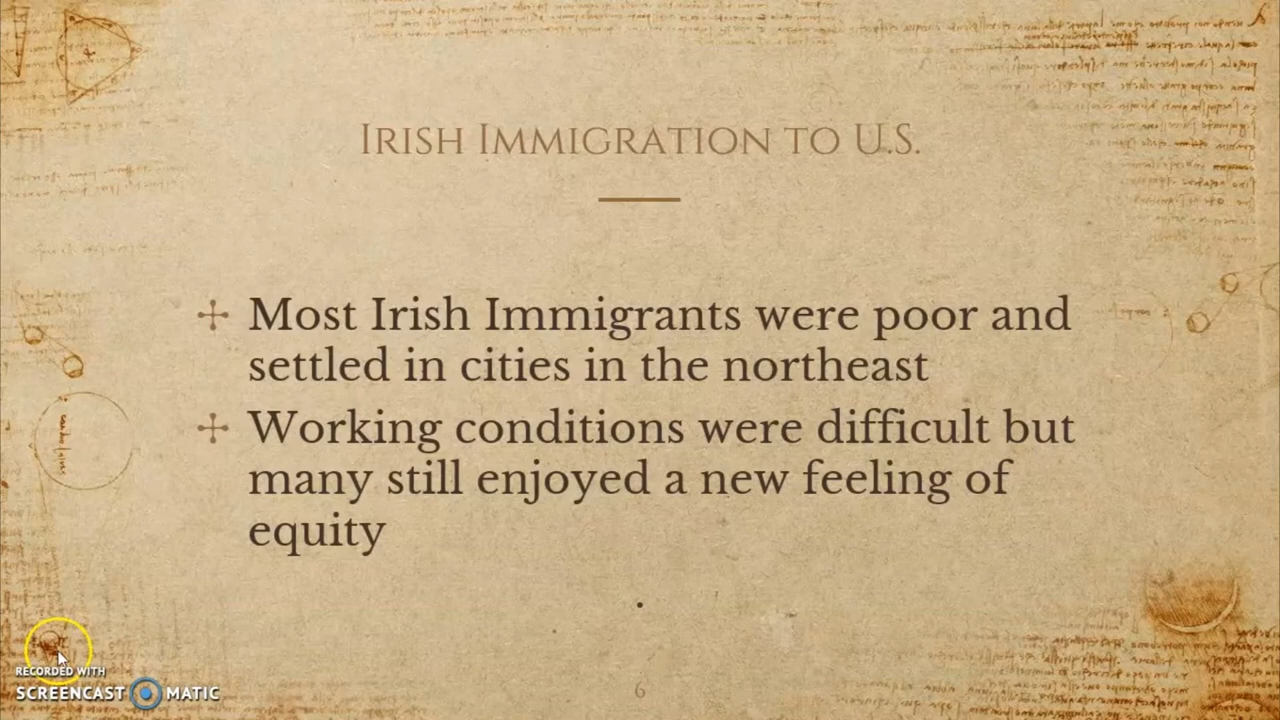 Irish Immigration to U.S.
Most Irish Immigrants were poor and
settled in cities in the northeast
Working conditions were difficult but
many still enjoyed a new feeling of
equity
RECORDED WITH
SCREENCAST MATIC
6